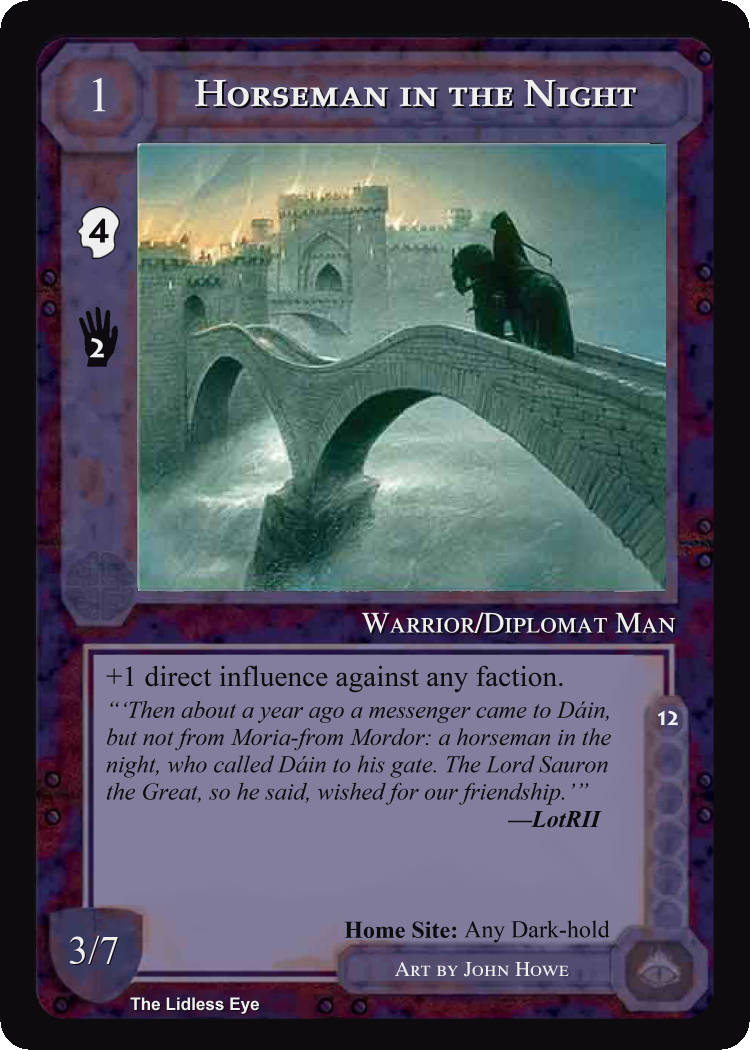 1
Horseman in the Night
4
2
Warrior/Diplomat Man
+1 direct influence against any faction.
“‘Then about a year ago a messenger came to Dáin,
but not from Moria-from Mordor: a horseman in the
night, who called Dáin to his gate. The Lord Sauron
the Great, so he said, wished for our friendship.’”
—LotRII
12
Home Site: Any Dark-hold
3/7
Art by John Howe
The Lidless Eye